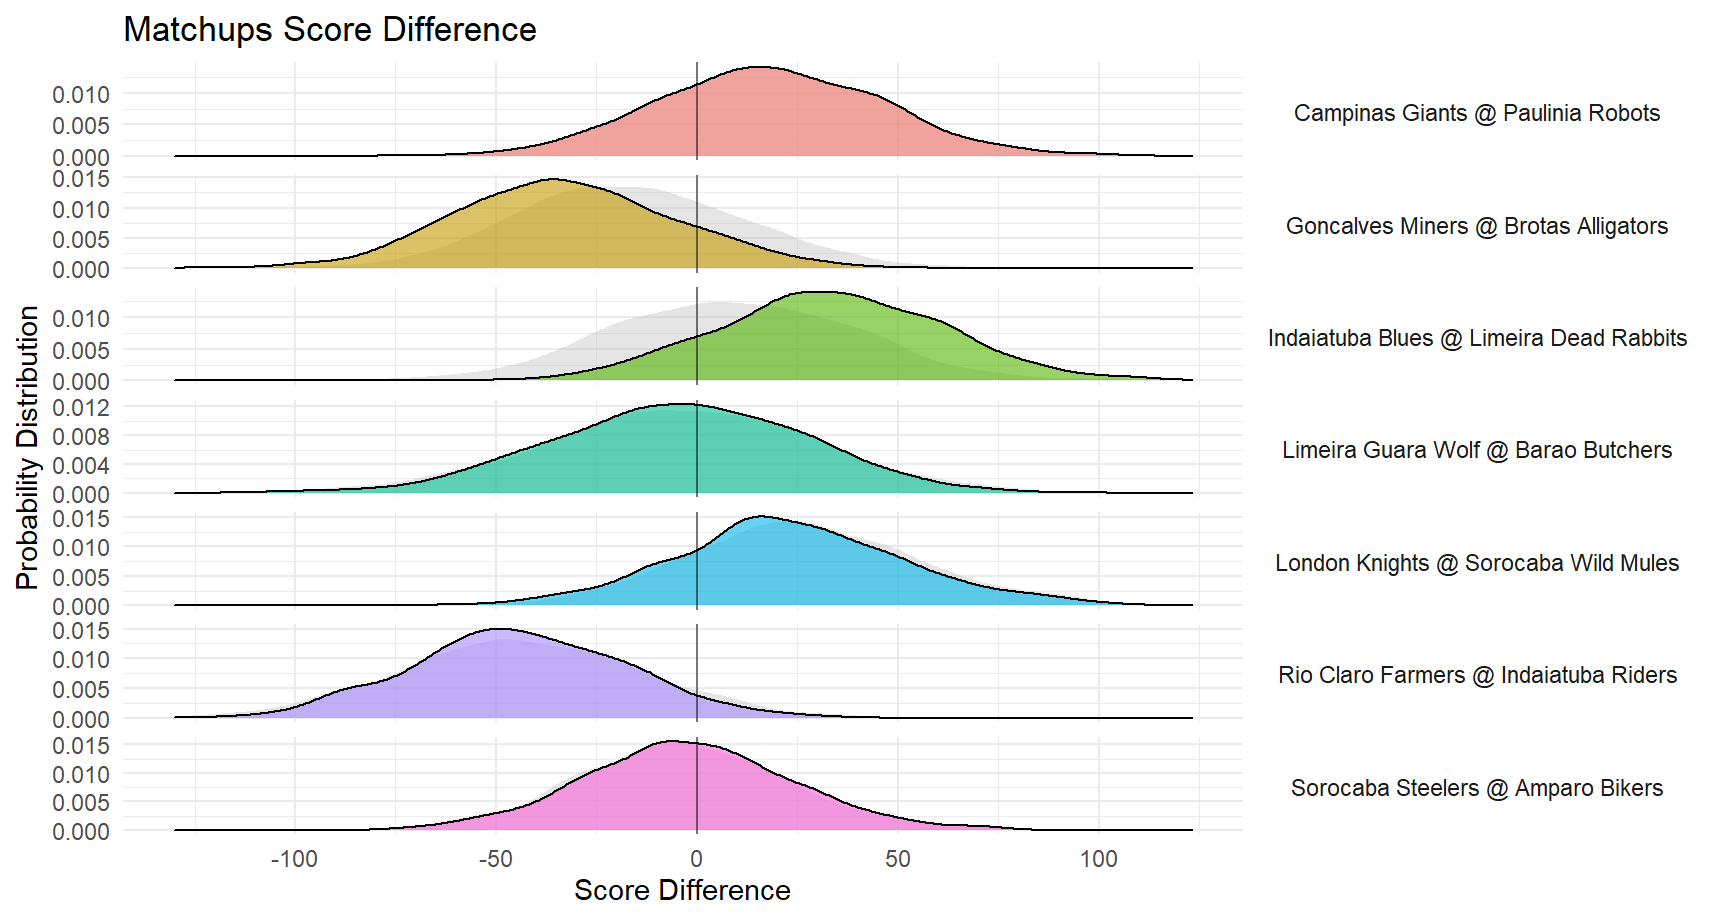 Matchups Score Difference
Probability Distribution
0.010
0.005
0.000
Campinas Giants @ Paulinia Robots
0.015
0.010
0.005
0.000
Goncalves Miners @ Brotas Alligators
0.010
0.005
0.000
Indaiatuba Blues @ Limeira Dead Rabbits
0.012
0.008
0.004
0.000
Limeira Guara Wolf @ Barao Butchers
0.015
0.010
0.005
0.000
London Knights @ Sorocaba Wild Mules
0.015
0.010
0.005
0.000
Rio Claro Farmers @ Indaiatuba Riders
0.015
0.010
0.005
0.000
Sorocaba Steelers @ Amparo Bikers
-100 -50 0 50 100
Score Difference